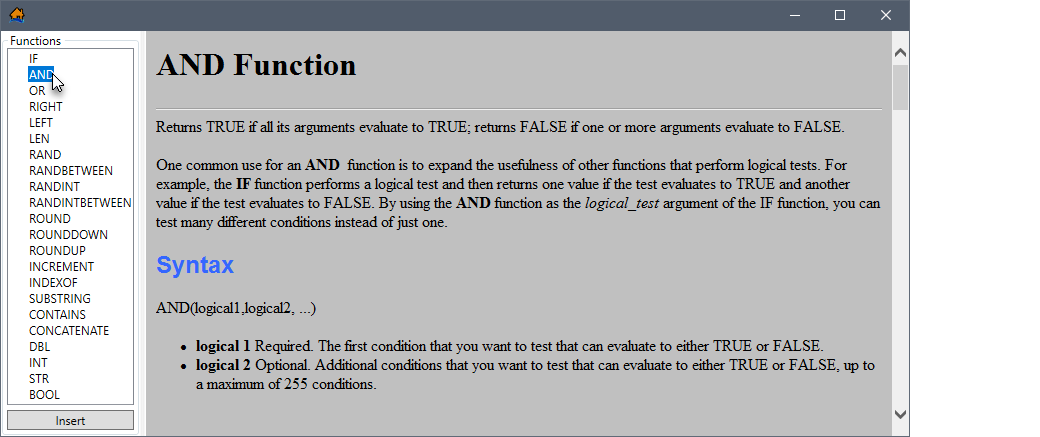 Functions
IF
AND
OR
RIGHT
LEFT
LEN
RAND
RANDBETWEEN
RANDINT
RANDINTBETWEEN
ROUND
ROUNDDOWN
ROUNDUP
INCREMENT
INDEXOF
SUBSTRING
CONTAINS
CONCATENATE
DBL
INT
STR
BOOL
Insert
AND Function
Returns TRUE if all its arguments evaluate to TRUE; returns FALSE if one or more arguments evaluate to FALSE.
One common use for an AND  function is to expand the usefulness of other functions that perform logical tests. For
example, the IF function performs a logical test and then returns one value if the test evaluates to TRUE and another
value if the test evaluates to FALSE. By using the AND function as the logical_test argument of the IF function, you can
test many different conditions instead of just one.
Syntax
AND(logical1,logical2, ...)
• logical 1 Required. The first condition that you want to test that can evaluate to either TRUE or FALSE.
• logical 2 Optional. Additional conditions that you want to test that can evaluate to either TRUE or FALSE, up to
a maximum of 255 conditions.